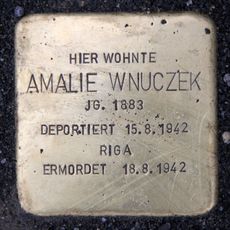 HIER WOHNTE
AMALIE WNUCZEK
JG. 1883
DEPORTIERT 15.8.1942
RIGA
ERMORDET 18.8.1942